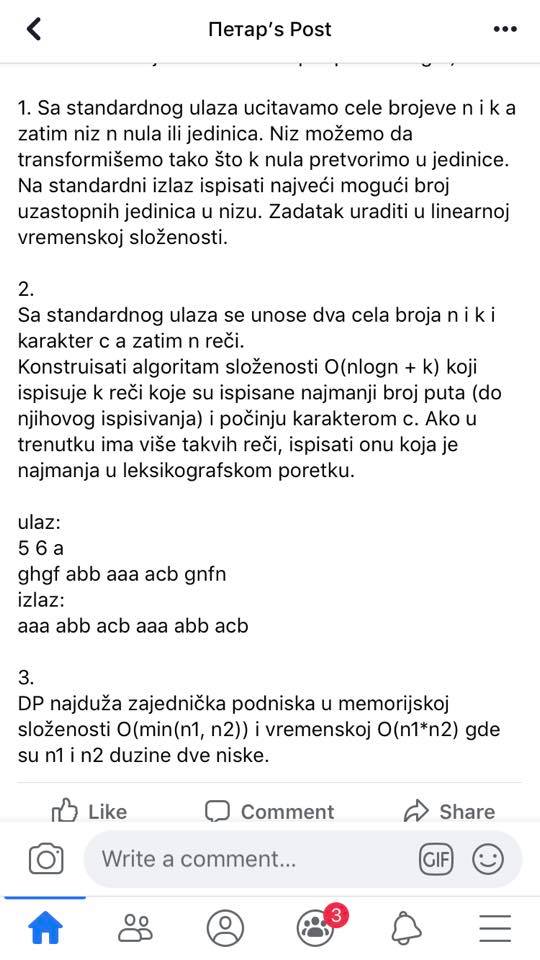 Петар's Post
1. Sa standardnog ulaza ucitavamo cele brojeve n i k a
zatim niz n nula ili jedinica. Niz možemo da
transformišemo tako što k nula pretvorimo u jedinice.
Na standardni izlaz ispisati najveći mogući broj
uzastopnih jedinica u nizu. Zadatak uraditi u linearnoj
vremenskoj složenosti.
2.
Sa standardnog ulaza se unose dva cela broja n i k i
karakter c a zatim n reči.
Konstruisati algoritam složenosti O(nlogn + k) koji
ispisuje k reči koje su ispisane najmanji broj puta (do
njihovog ispisivanja) i počinju karakterom c. Ako u
trenutku ima više takvih reči, ispisati onu koja je
najmanja u leksikografskom poretku.
ulaz:
5 6 a
ghgf abb aaa acb gnfn
izlaz:
aaa abb acb aaa abb acb
3.
DP najduža zajednička podniska u memorijskoj
složenosti O(min(n1, n2)) i vremenskoj O(n1*n2) gde
su n1 i n2 duzine dve niske.
Like Comment Share
Write a comment... GIF
3